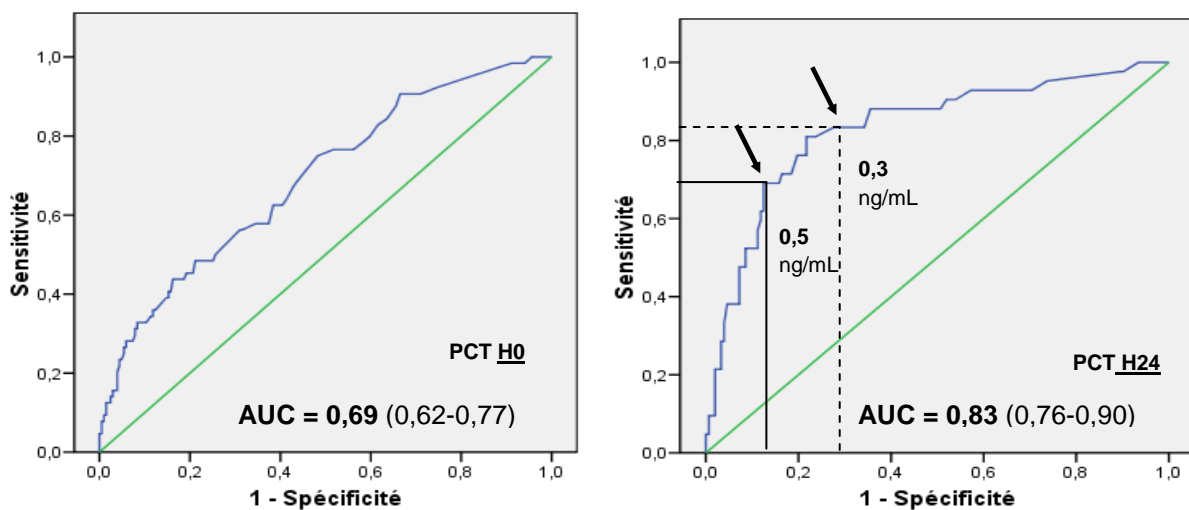 1,0
0,8
0,6
0,4
0,2
0,0
Sensitivité
PCT H0
AUC = 0,69 (0,62-0,77)
0,0 0,2 0,4 0,6 0,8 1,0
1 - Spécificité
1,0
0,8
0,6
0,4
0,2
0,0
Sensitivité
0,3
ng/mL
0,5
ng/mL
PCT H24
AUC = 0,83 (0,76-0,90)
0,0 0,2 0,4 0,6 0,8 1,0
1 - Spécificité